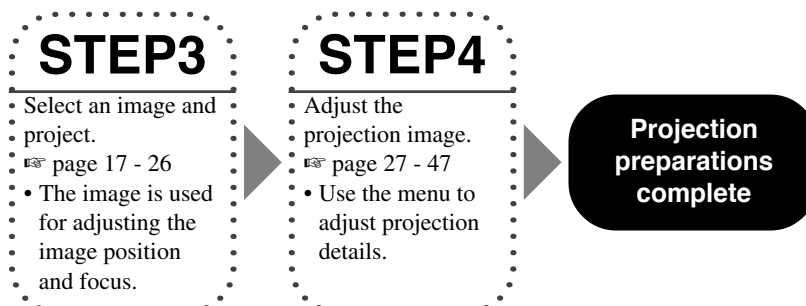 STEP3
Select an image and
project.
☞ page 17 - 26
• The image is used
for adjusting the
image position
and focus.
STEP4
Adjust the
projection image.
☞ page 27 - 47
• Use the menu to
adjust projection
details.
Projection
preparations
complete